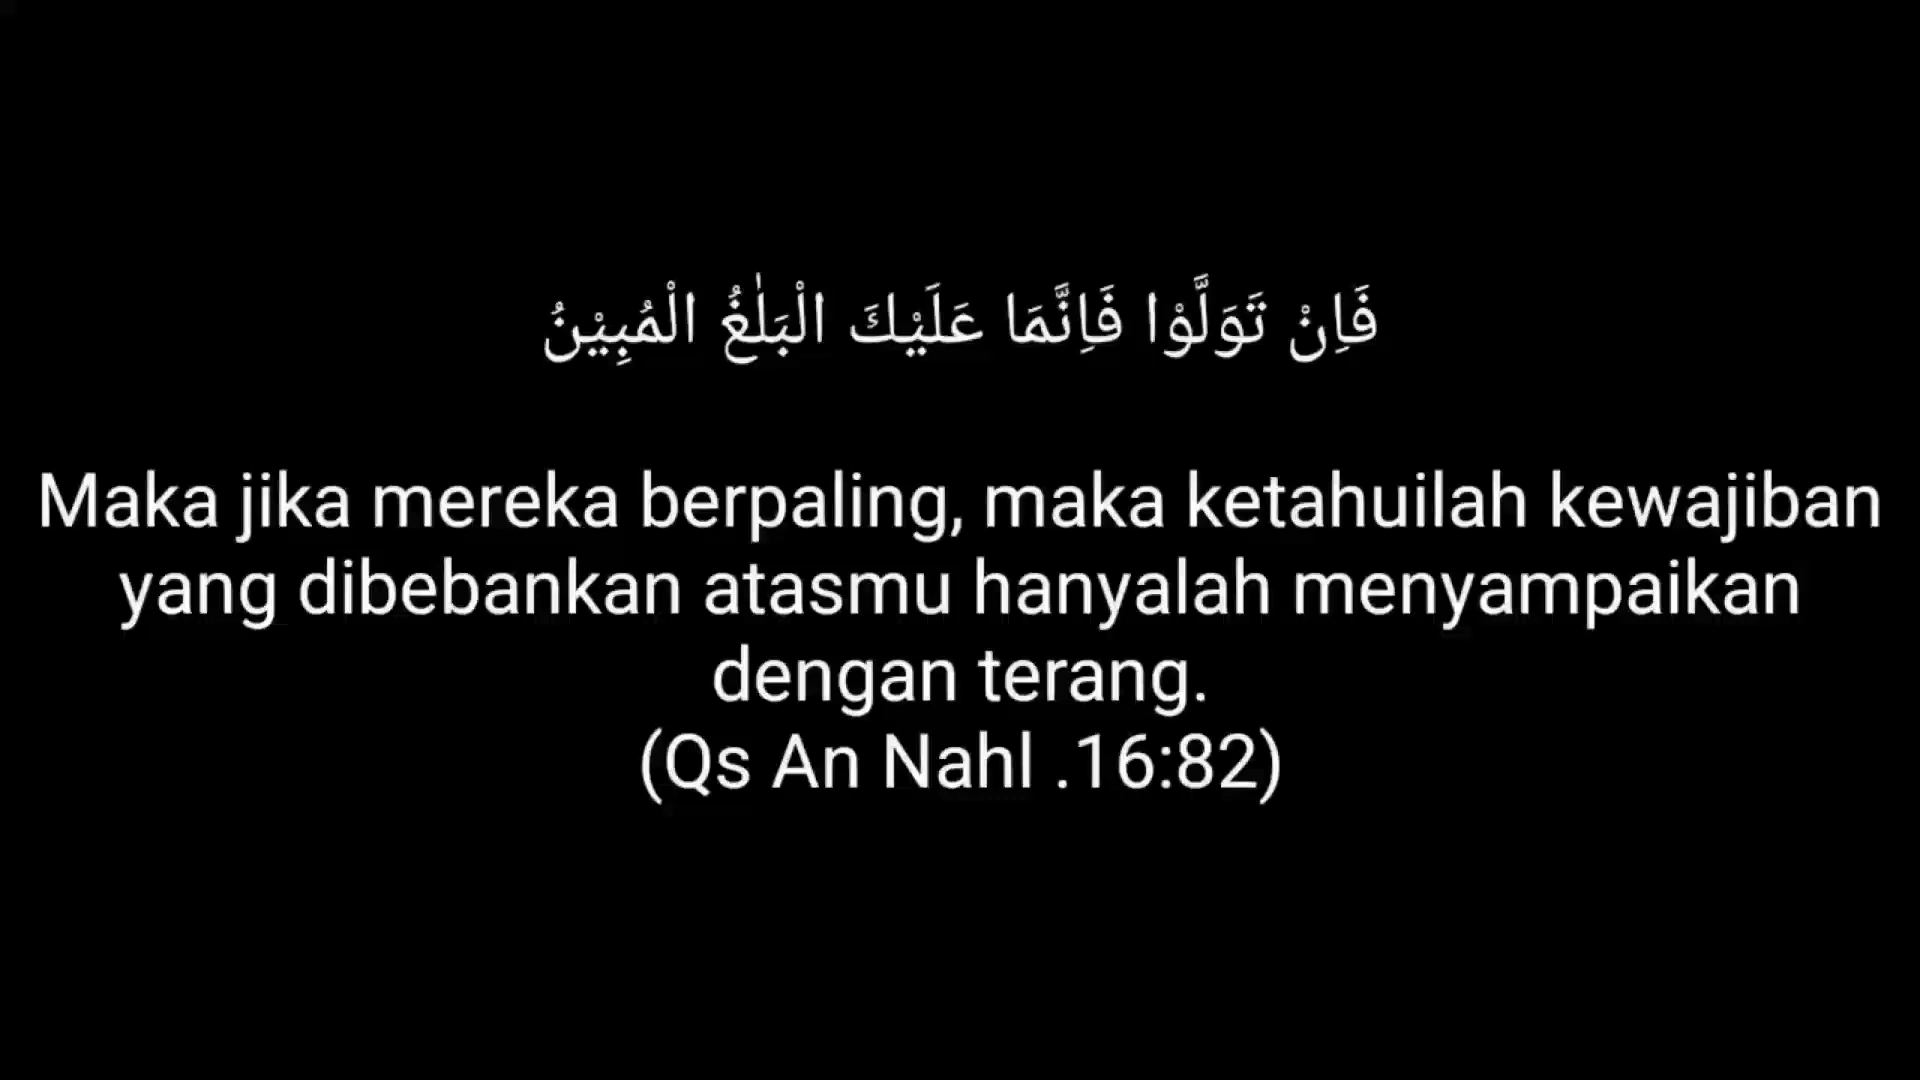 فَاِنْ تَوَلَّوْا فَاِنَّمَا عَلَيْكَ الْبَلٰغُ الْمُبِيْنُ
Maka jika mereka berpaling, maka ketahuilah kewajiban
yang dibebankan atasmu hanyalah menyampaikan
dengan terang.
(Qs An Nahl .16:82)